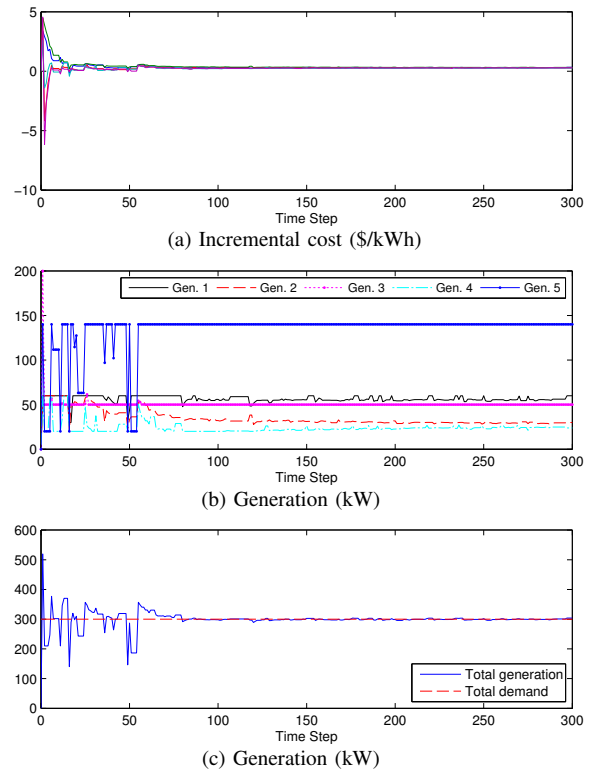 5
0
−5
−10
0 50 100 150 200 250 300
Time Step
(a) Incremental cost ($/kWh)
200
150
100
50
0
Gen. 1 Gen. 2 Gen. 3 Gen. 4 Gen. 5
0 50 100 150 200 250 300
Time Step
(b) Generation (kW)
600
500
400
300
200
100
0
Total generation
Total demand
0 50 100 150 200 250 300
Time Step
(c) Generation (kW)